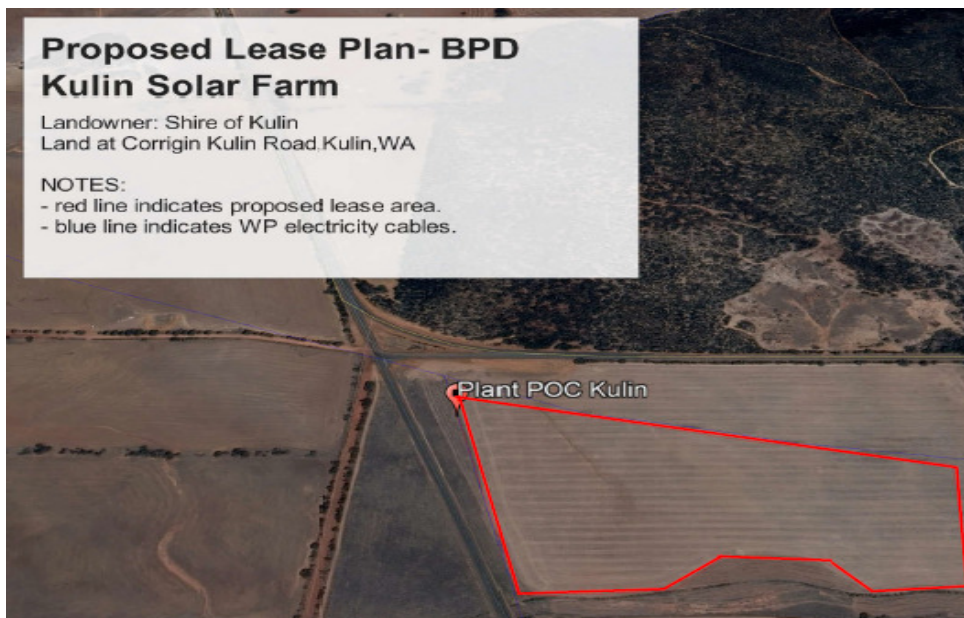 Proposed Lease Plan- BPD
Kulin Solar Farm
Landowner: Shire of Kulin
Land at Corrigin Kulin Road,Kulin,WA
NOTES:
- red line indicates proposed lease area.
- blue line indicates WP electricity cables.
Plant POC Kulin